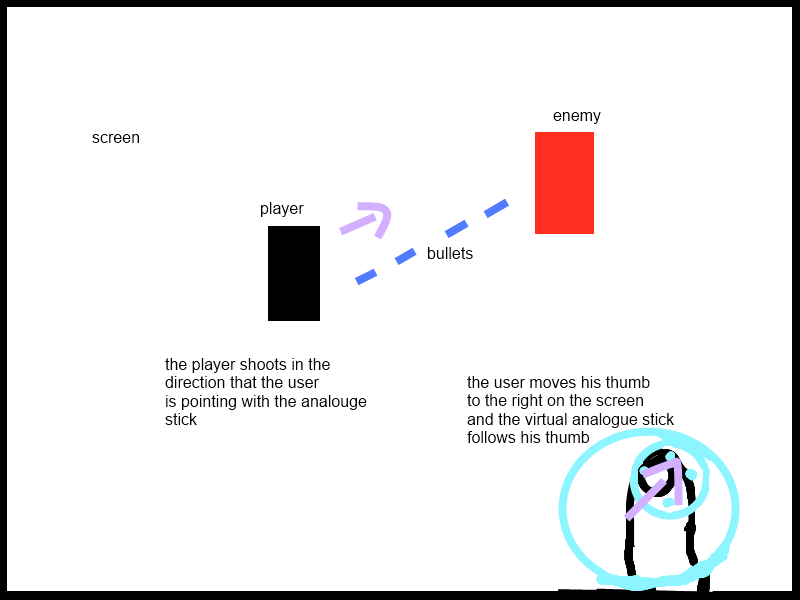 enemy
screen
player
bullets
the player shoots in the
direction that the user
is pointing with the analouge
stick
the user moves his thumb
to the right on the screen
and the virtual analogue stick
follows his thumb